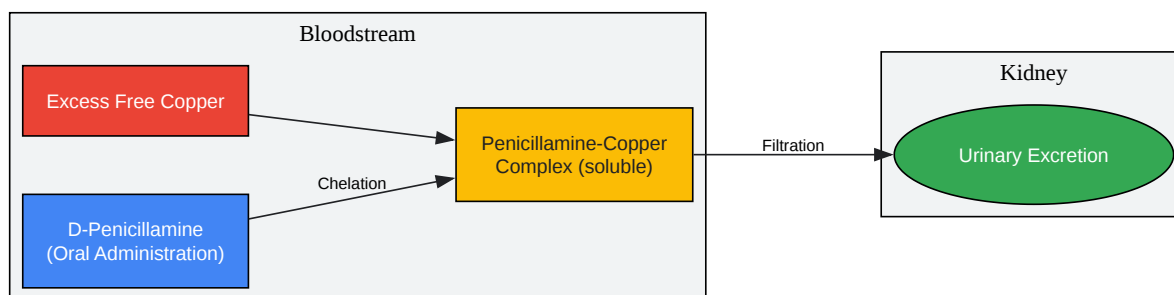 Bloodstream
Excess Free Copper
D-Penicillamine
(Oral Administration)
Chelation
Penicillamine-Copper
Complex (soluble)
Filtration
Kidney
Urinary Excretion